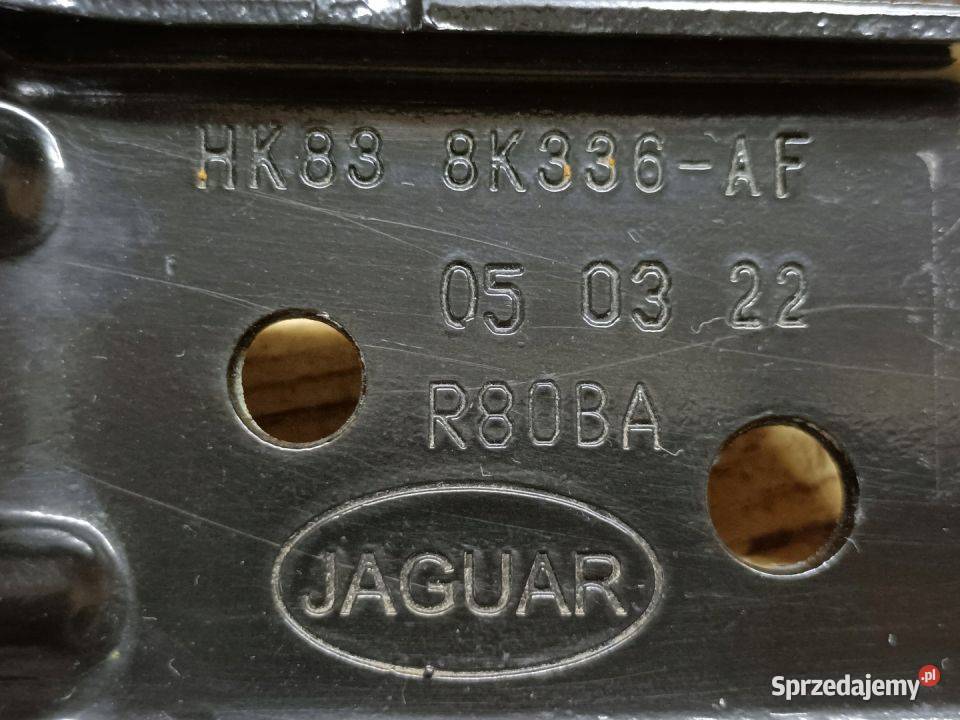 HK83 8K336-AF
05 03 22
R80BA
JAGUAR
Sprzedajemy.pl